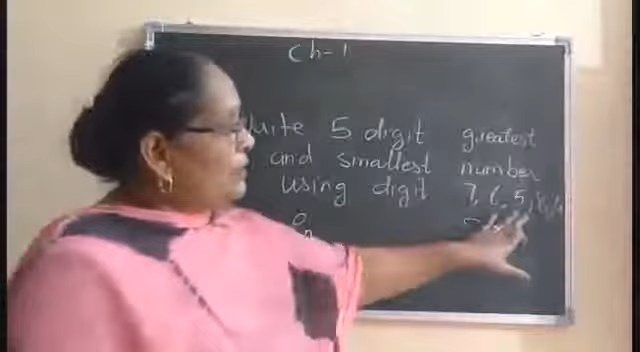 Ch-1
Write 5 digit greatest
and smallest number
using digit 7, 6, 5,